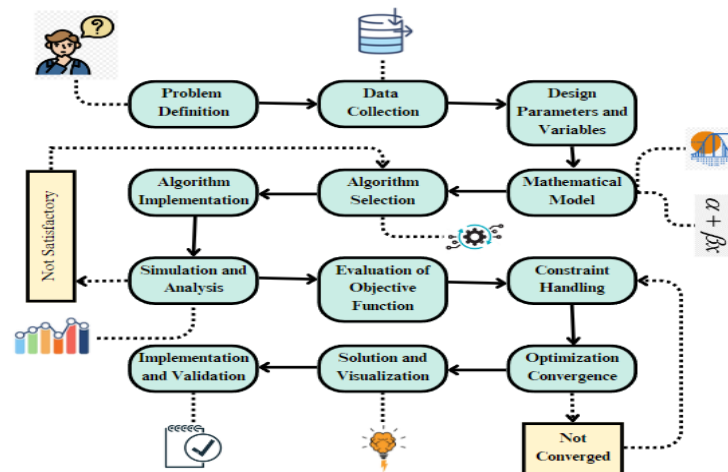 ?
Problem
Definition
Data
Collection
Design
Parameters and
Variables
Algorithm
Implementation
Algorithm
Selection
Mathematical
Model
α + βx
Not Satisfactory
Simulation and
Analysis
Evaluation of
Objective
Function
Constraint
Handling
Implementation
and Validation
Solution and
Visualization
Optimization
Convergence
Not
Converged